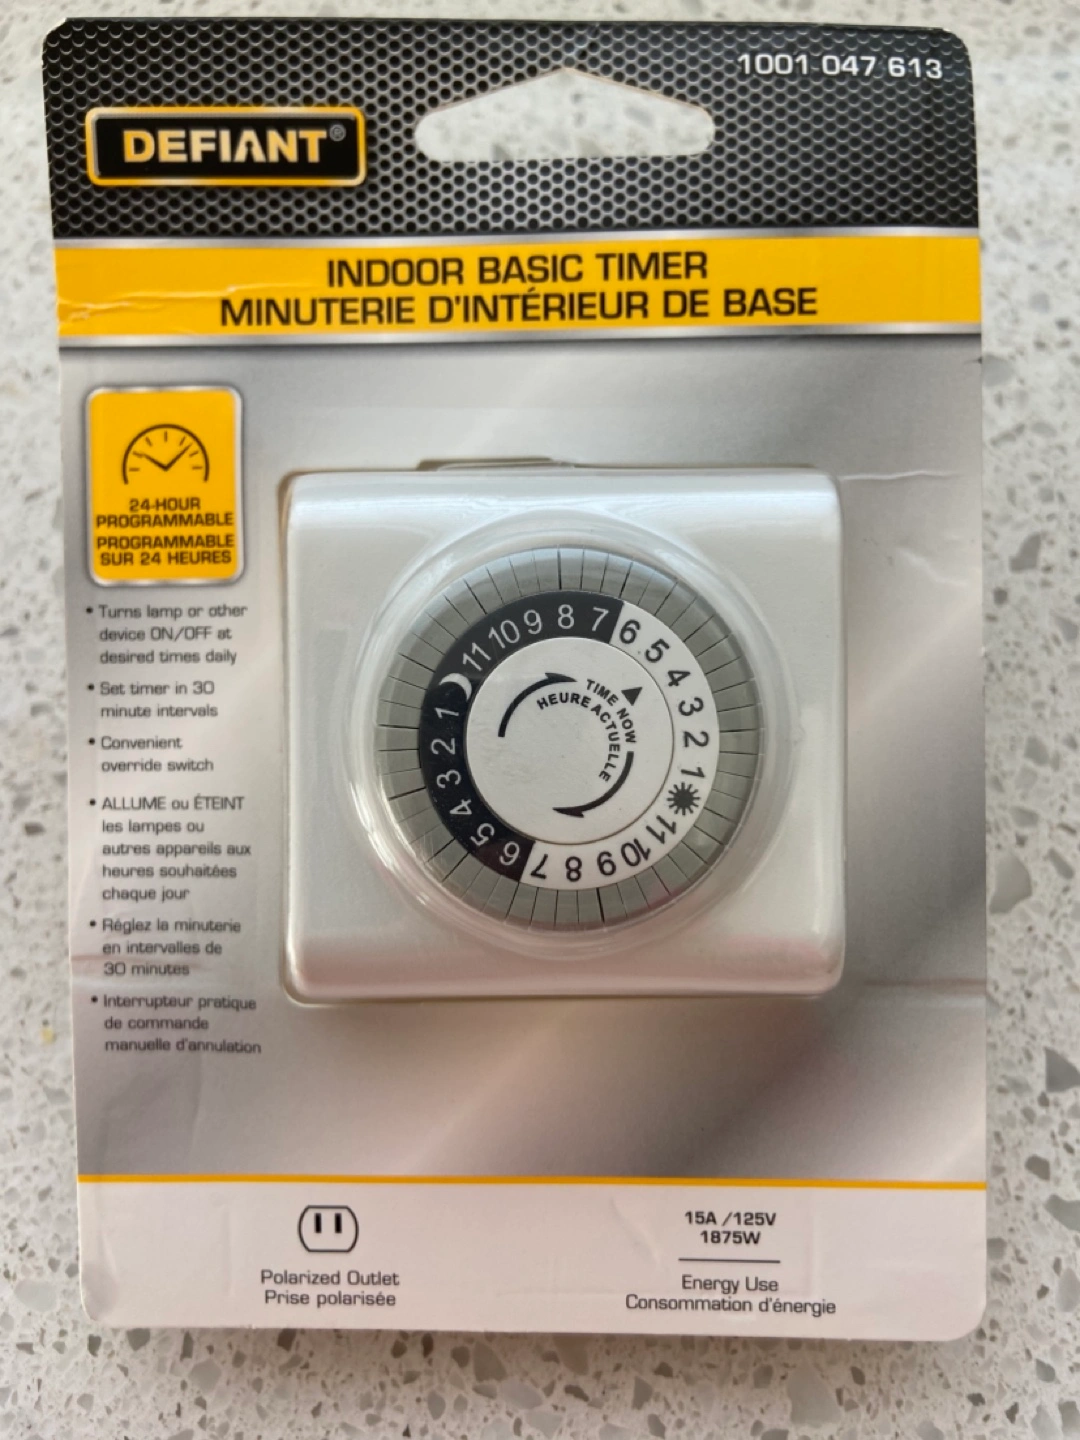 1001 047 613
DEFIANT®
INDOOR BASIC TIMER
MINUTERIE D'INTÉRIEUR DE BASE
24-HOUR
PROGRAMMABLE
PROGRAMMABLE
SUR 24 HEURES
• Turns lamp or other
device ON/OFF at
desired times daily
• Set timer in 30
minute intervals
• Convenient
override switch
• ALLUME ou ÉTEINT
les lampes ou
autres appareils aux
heures souhaitées
chaque jour
• Réglez la minuterie
en intervalles de
30 minutes
• Interrupteur pratique
de commande
manuelle d'annulation
11 10 9 8 7 6 5 4 3 2 1
11 10 9 8 7 6 5 4 3 2 1
TIME NOW
HEURE ACTUELLE
Polarized Outlet
Prise polarisée
15A /125V
1875W
Energy Use
Consommation d'énergie